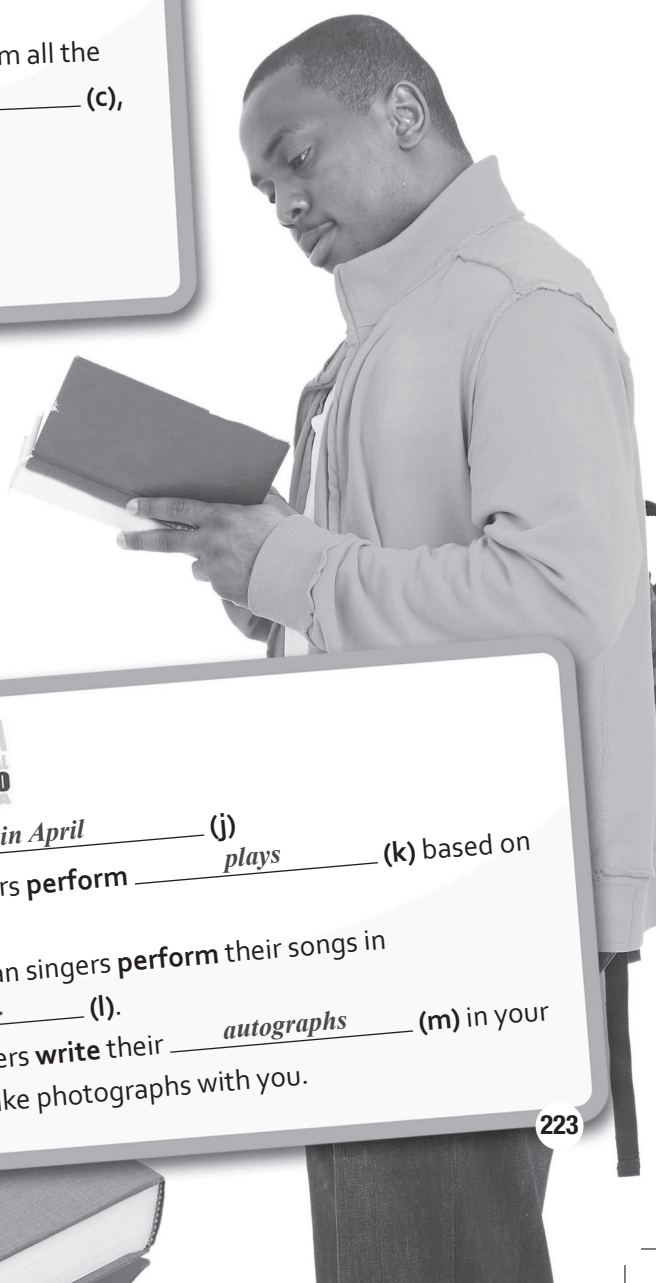 m all the
(c),
in April (j)
rs perform plays (k) based on
an singers perform their songs in
(l).
ers write their autographs (m) in your
ke photographs with you.
223